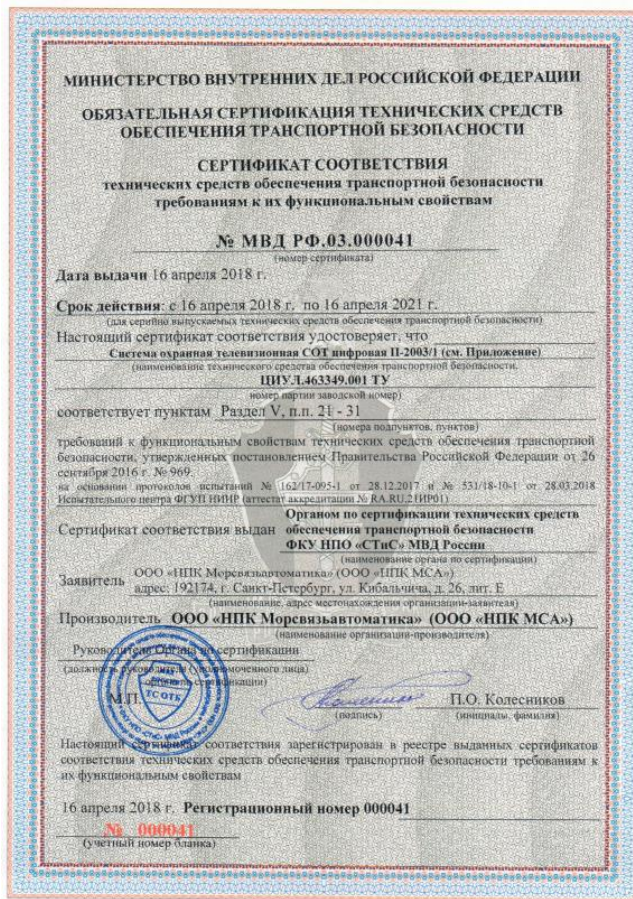 МИНИСТЕРСТВО ВНУТРЕННИХ ДЕЛ РОССИЙСКОЙ ФЕДЕРАЦИИ
ОБЯЗАТЕЛЬНАЯ СЕРТИФИКАЦИЯ ТЕХНИЧЕСКИХ СРЕДСТВ
ОБЕСПЕЧЕНИЯ ТРАНСПОРТНОЙ БЕЗОПАСНОСТИ
СЕРТИФИКАТ СООТВЕТСТВИЯ
технических средств обеспечения транспортной безопасности
требованиям к их функциональным свойствам
№ МВД РФ.03.000041
(номер сертификата)
Дата выдачи 16 апреля 2018 г.
Срок действия: с 16 апреля 2018 г. по 16 апреля 2021 г.
(для серийно выпускаемых технических средств обеспечения транспортной безопасности)
Настоящий сертификат соответствия удостоверяет, что
Система охранная телевизионная СОТ цифровая П-2003/1 (см. Приложение)
(наименование технического средства обеспечения транспортной безопасности,
ЦИУЛ.463349.001 ТУ
номер партии заводской номер)
соответствует пунктам Раздел V, п.п. 21 - 31
(номера подпунктов, пунктов)
требований к функциональным свойствам технических средств обеспечения транспортной
безопасности, утвержденных постановлением Правительства Российской Федерации от 26
сентября 2016 г. № 969.
на основании протоколов испытаний № 162/17-095-1 от 28.12.2017 и № 531/18-10-1 от 28.03.2018
Испытательного центра ФГУП НИИР (аттестат аккредитации № RA.RU.21ИР01)
Сертификат соответствия выдан Органом по сертификации технических средств
обеспечения транспортной безопасности
ФКУ НПО «СТиС» МВД России
(наименование органа по сертификации)
Заявитель ООО «НПК Морсвязьавтоматика» (ООО «НПК МСА»)
адрес: 192174, г. Санкт-Петербург, ул. Кибальчича, д. 26, лит. Е
(наименование, адрес местонахождения организации-заявителя)
Производитель ООО «НПК Морсвязьавтоматика» (ООО «НПК МСА»)
(наименование организации-производителя)
Руководитель Органа по сертификации
(должность руководителя (уполномоченного лица)
органа по сертификации)
ТС ОТК
М.П.
П.О. Колесников
(подпись) (инициалы, фамилия)
Настоящий сертификат соответствия зарегистрирован в реестре выданных сертификатов
соответствия технических средств обеспечения транспортной безопасности требованиям к
их функциональным свойствам
16 апреля 2018 г. Регистрационный номер 000041
№ 000041
(учетный номер бланка)